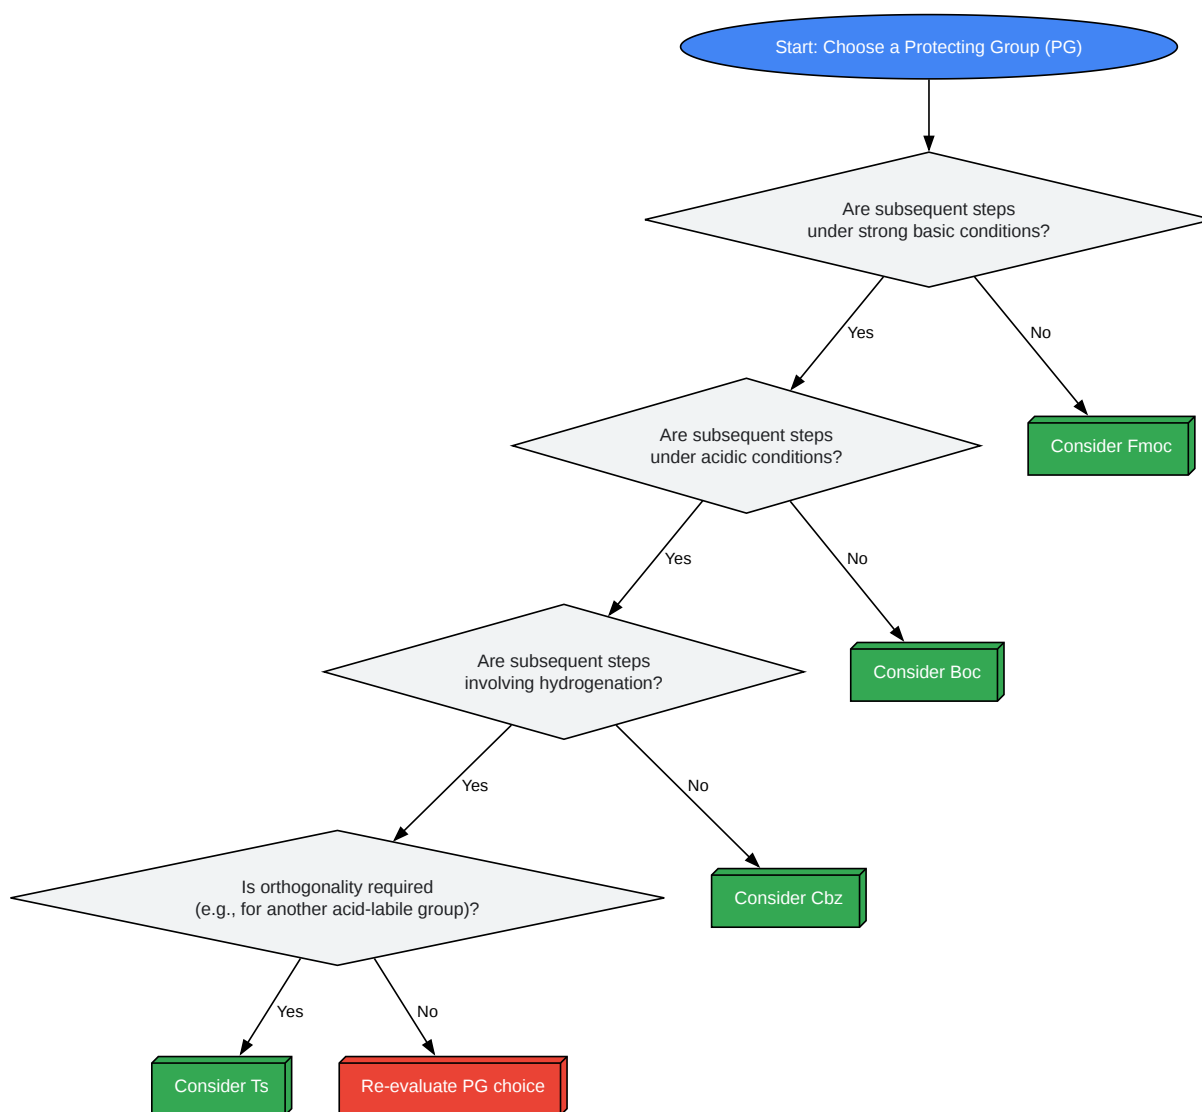 Start: Choose a Protecting Group (PG)
Are subsequent steps
under strong basic conditions?
Yes
No
Are subsequent steps
under acidic conditions?
Consider Fmoc
Yes
No
Are subsequent steps
involving hydrogenation?
Consider Boc
Yes
No
Is orthogonality required
(e.g., for another acid-labile group)?
Consider Cbz
Yes
No
Consider Ts
Re-evaluate PG choice